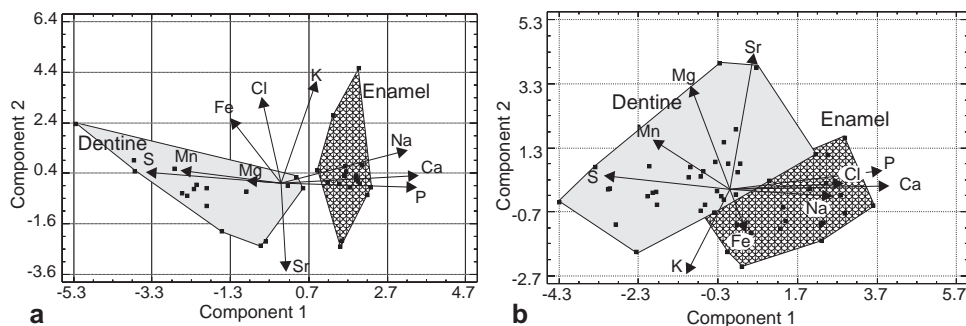 a
Component 2
6.4
4.4
2.4
0.4
-1.6
-3.6
-5.3 -3.3 -1.3 0.7 2.7 4.7
Component 1
Dentine
Enamel
K
Cl
Fe
Na
S
Mn
Mg
Ca
P
Sr
b
Component 2
5.3
3.3
1.3
-0.7
-2.7
-4.3 -2.3 -0.3 1.7 3.7 5.7
Component 1
Sr
Mg
Dentine
Enamel
Mn
P
S
Cl
Ca
Na
Fe
K